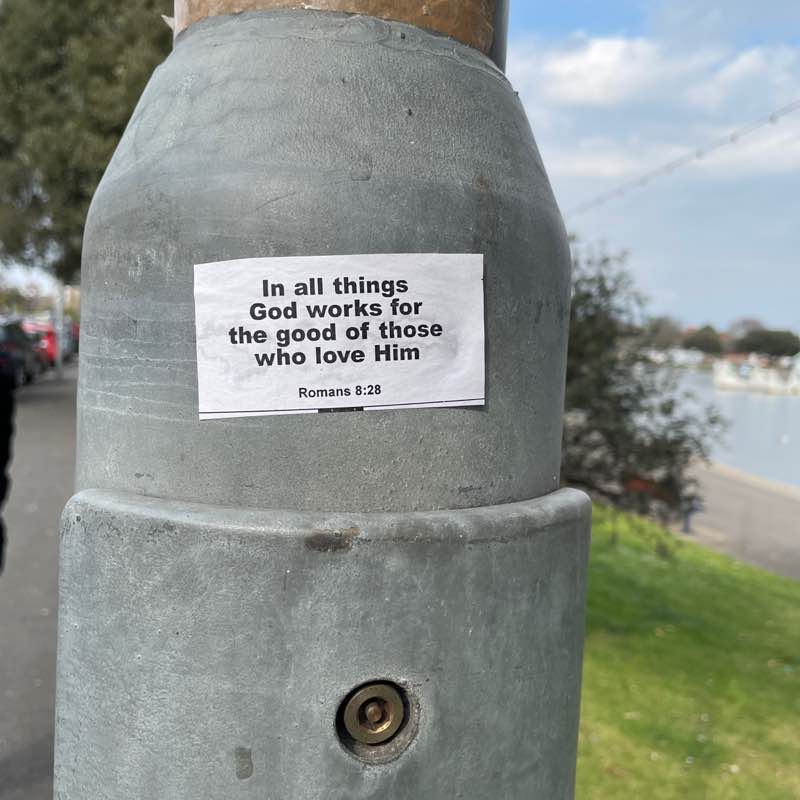 In all things
God works for
the good of those
who love Him
Romans 8:28